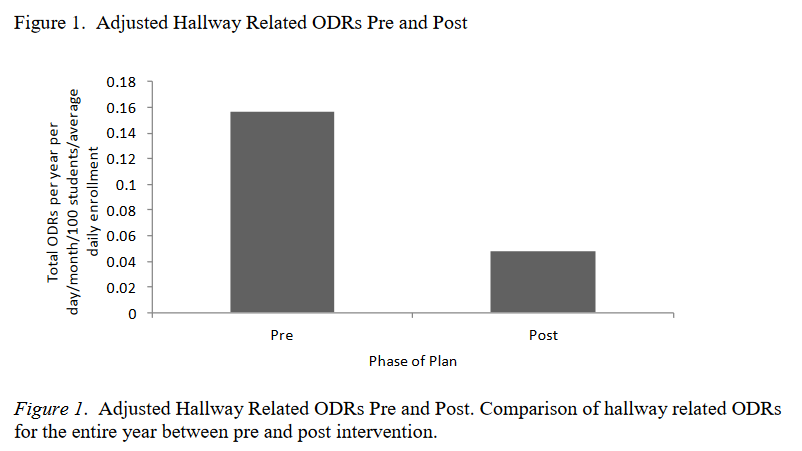 Figure 1.  Adjusted Hallway Related ODRs Pre and Post
Total ODRs per year per
day/month/100 students/average
daily enrollment
0.18
0.16
0.14
0.12
0.1
0.08
0.06
0.04
0.02
0
Pre
Post
Phase of Plan
Figure 1.  Adjusted Hallway Related ODRs Pre and Post. Comparison of hallway related ODRs
for the entire year between pre and post intervention.